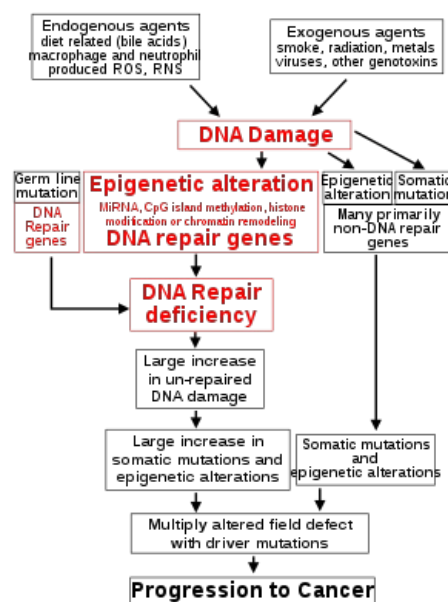 Endogenous agents
diet related (bile acids)
macrophage and neutrophil
produced ROS, RNS
Exogenous agents
smoke, radiation, metals
viruses, other genotoxins
DNA Damage
Germ line
mutation
DNA
Repair
genes
Epigenetic alteration
MiRNA, CpG island methylation, histone
modification or chromatin remodeling
DNA repair genes
Epigenetic
alteration
Somatic
mutation
Many primarily
non-DNA repair
genes
DNA Repair
deficiency
Large increase
in un-repaired
DNA damage
Large increase in
somatic mutations and
epigenetic alterations
Somatic mutations
and
epigenetic alterations
Multiply altered field defect
with driver mutations
Progression to Cancer